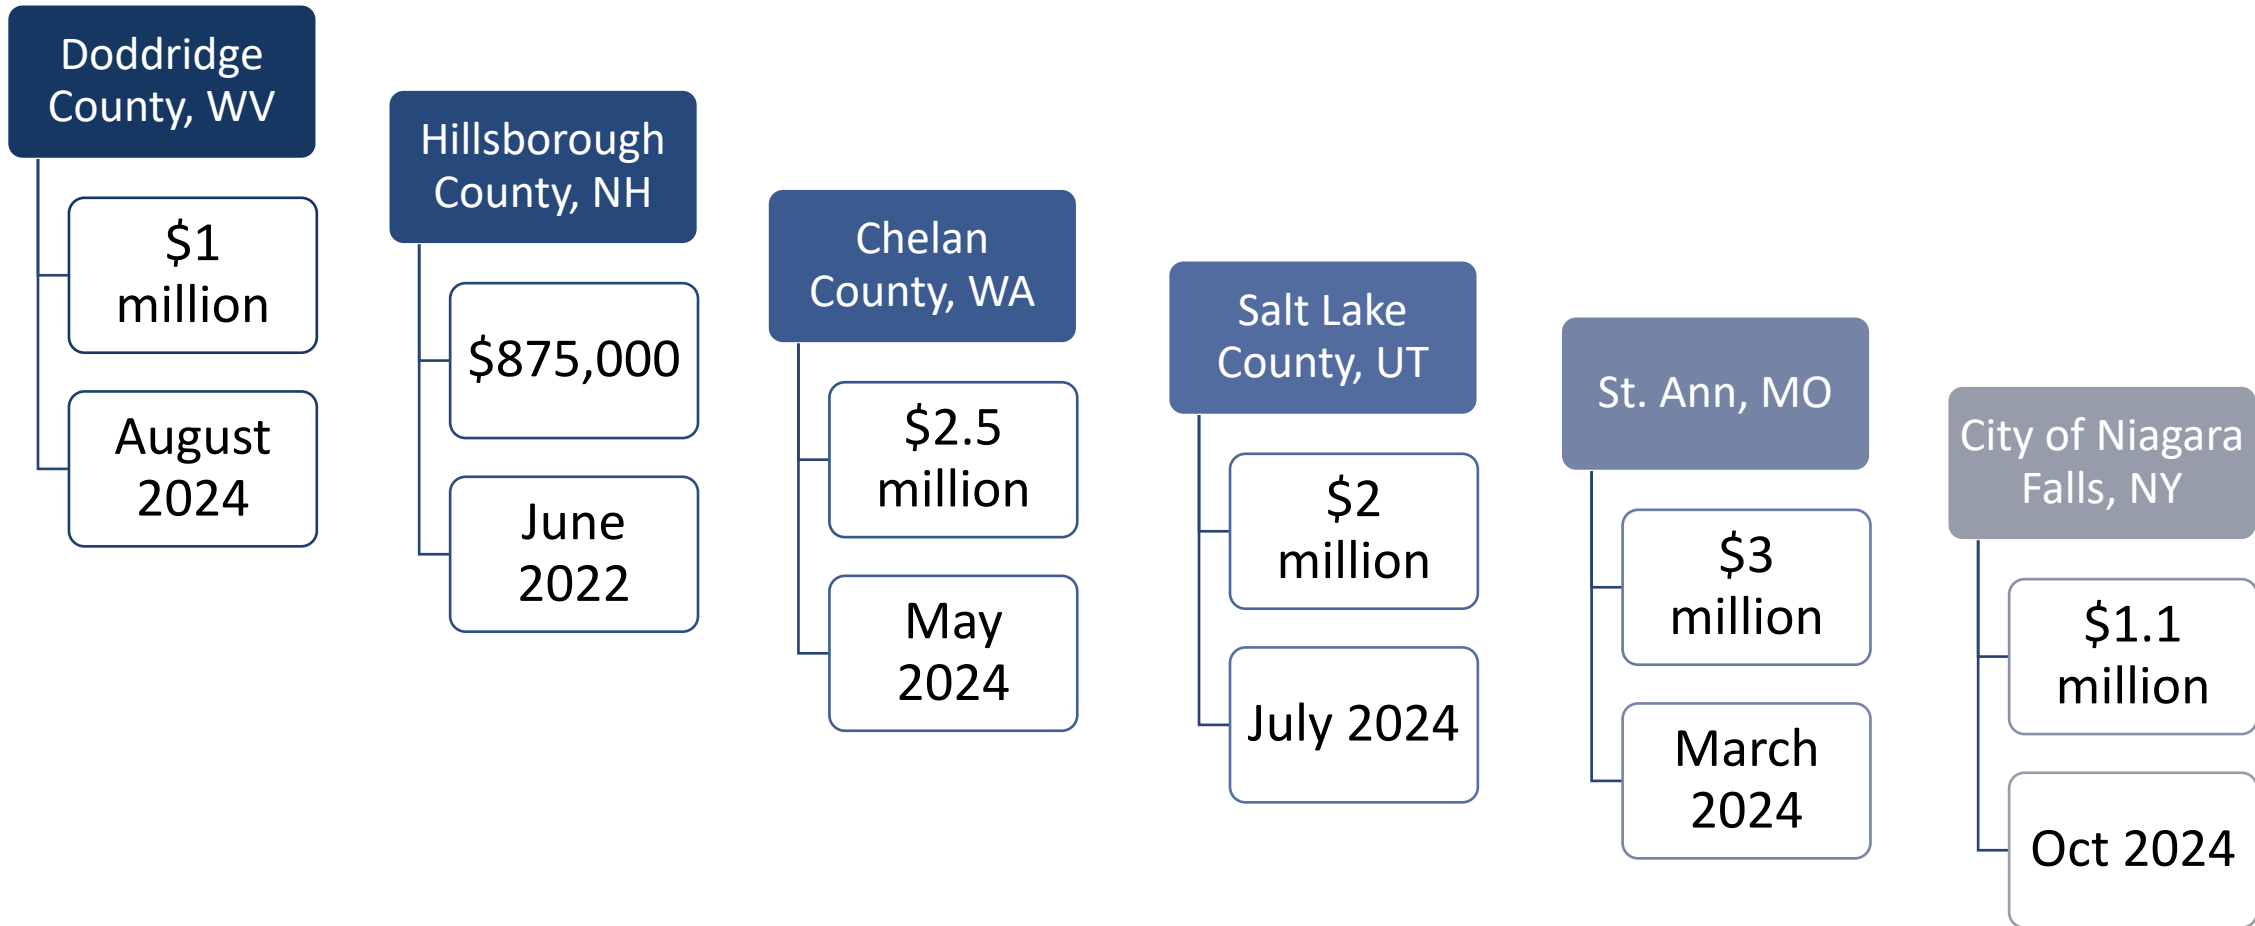 Doddridge
County, WV
$1
million
August
2024
Hillsborough
County, NH
$875,000
June
2022
Chelan
County, WA
$2.5
million
May
2024
Salt Lake
County, UT
$2
million
July 2024
St. Ann, MO
$3
million
March
2024
City of Niagara
Falls, NY
$1.1
million
Oct 2024